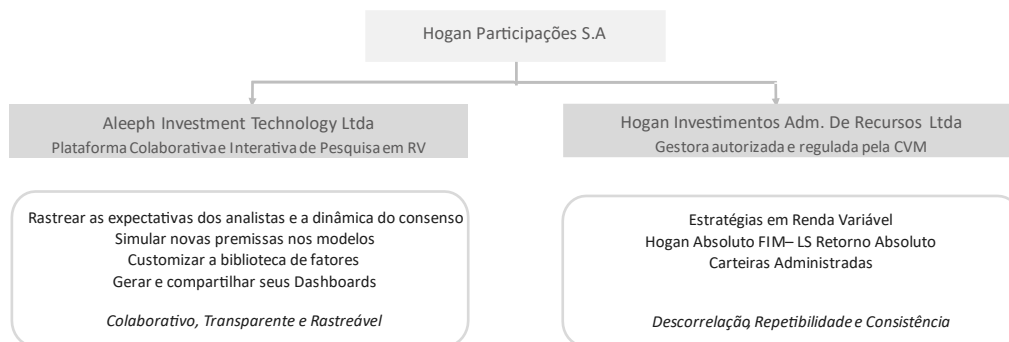 Hogan Participações S.A
Aleeph Investment Technology Ltda
Plataforma Colaborativa e Interativa de Pesquisa em RV
Hogan Investimentos Adm. De Recursos Ltda
Gestora autorizada e regulada pela CVM
Rastrear as expectativas dos analistas e a dinâmica do consenso
Simular novas premissas nos modelos
Customizar a biblioteca de fatores
Gerar e compartilhar seus Dashboards
Colaborativo, Transparente e Rastreável
Estratégias em Renda Variável
Hogan Absoluto FIM– LS Retorno Absoluto
Carteiras Administradas
Descorrelação, Repetibilidade e Consistência